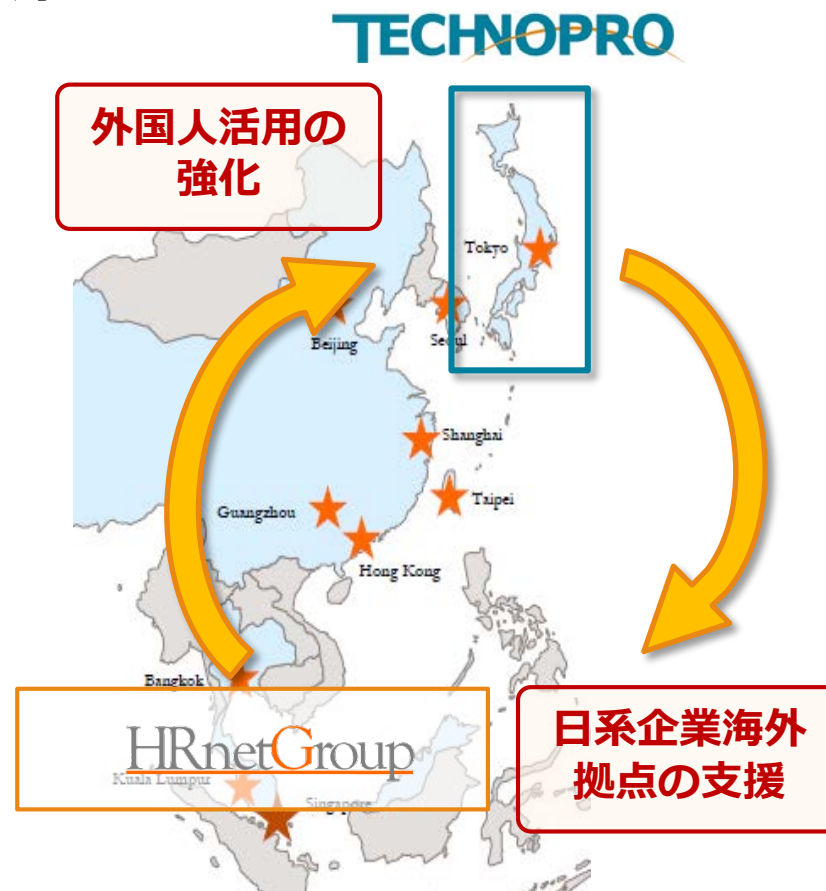 TECHNOPRO
外国人活用の
強化
Tokyo
Beijing
Seoul
Shanghai
Guangzhou
Taipei
Hong Kong
Bangkok
HRnetGroup
Kuala Lumpur
Singapore
日系企業海外
拠点の支援